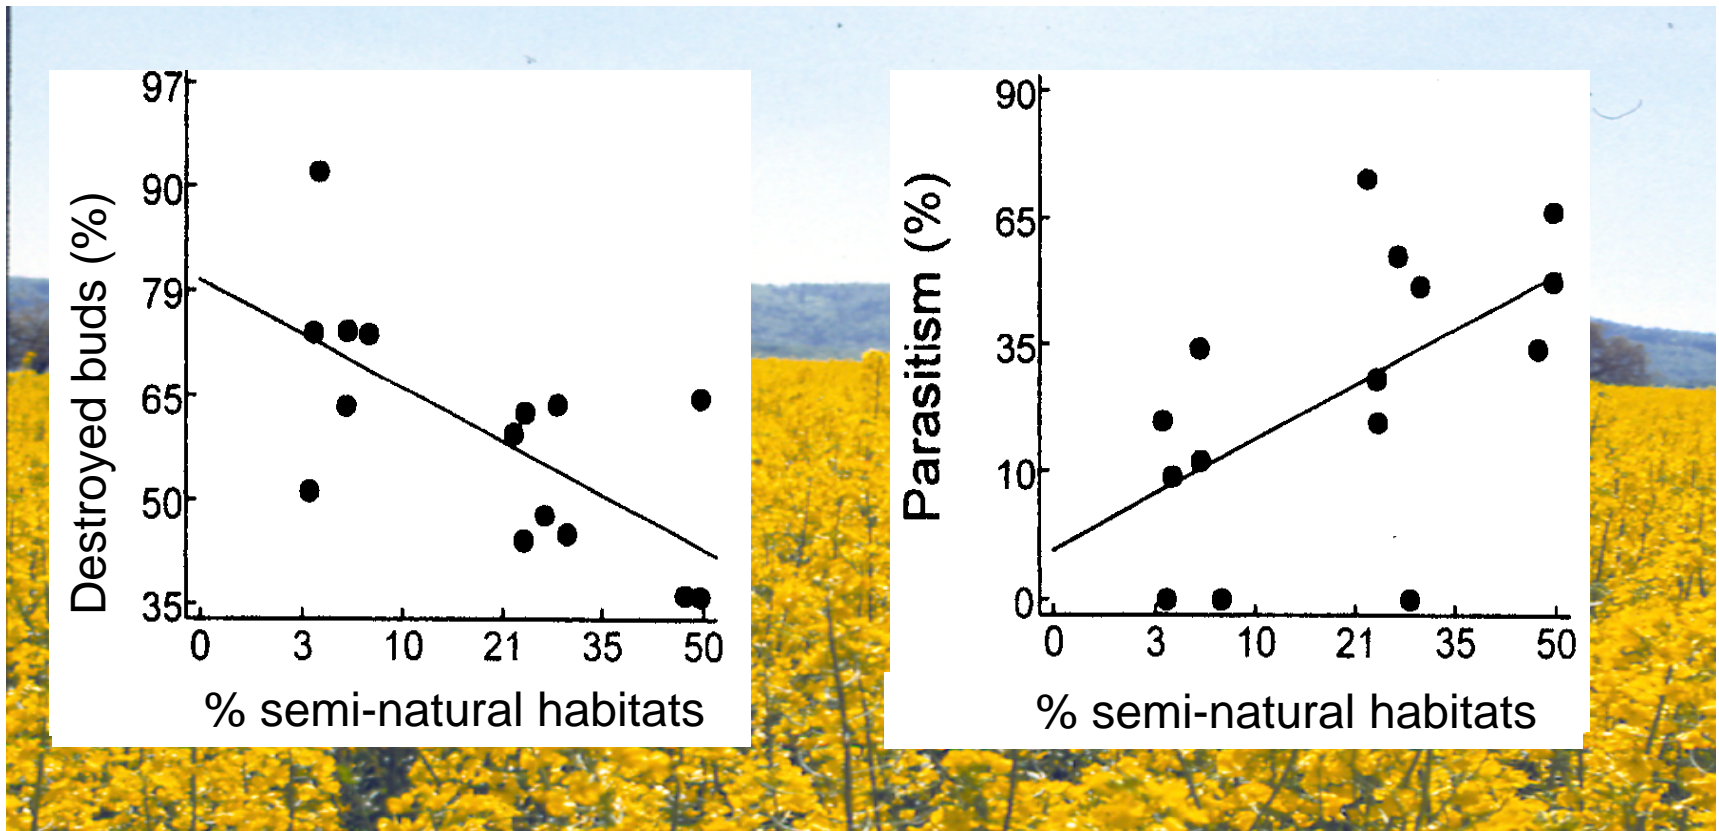 97
90
79
65
50
35
Destroyed buds (%)
0 3 10 21 35 50
% semi-natural habitats
90
65
35
10
0
Parasitism (%)
0 3 10 21 35 50
% semi-natural habitats